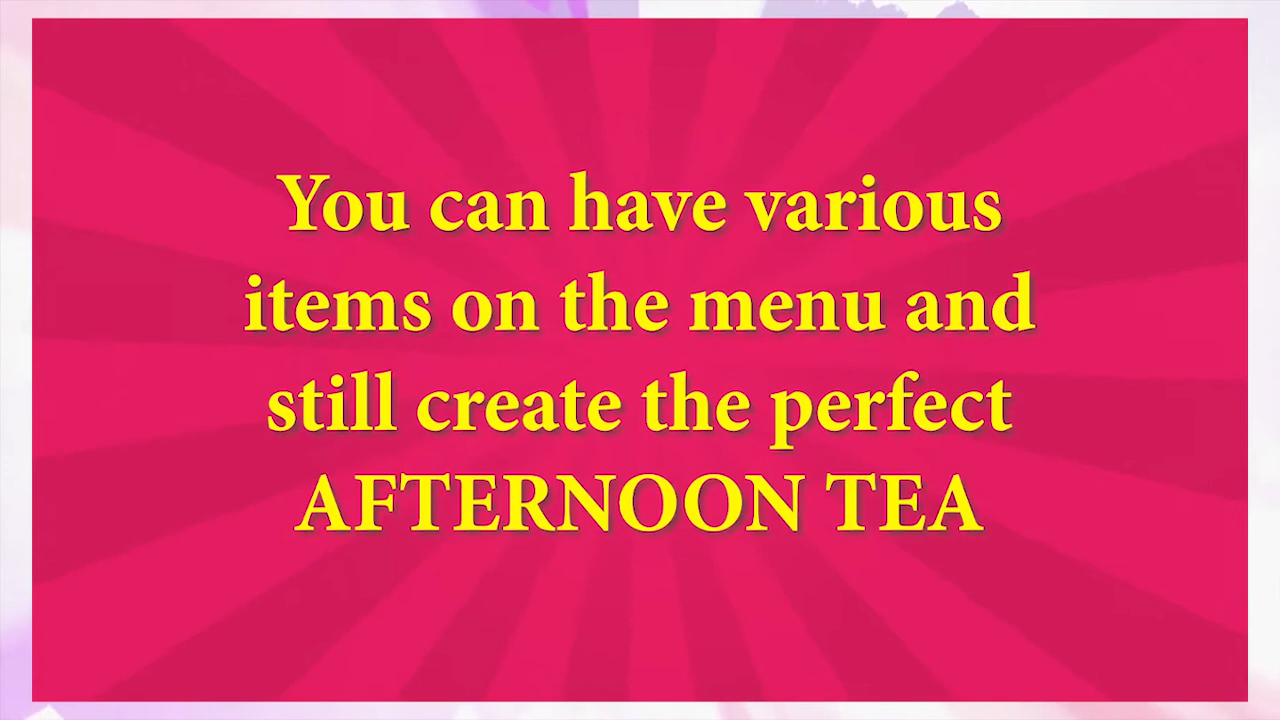 You can have various
items on the menu and
still create the perfect
AFTERNOON TEA